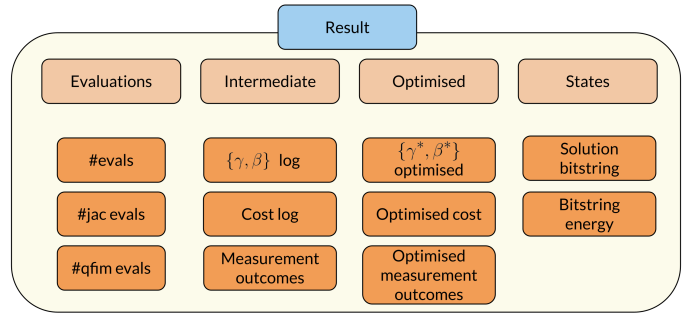 Result
Evaluations
Intermediate
Optimised
States
#evals
{γ, β} log
{γ*, β*}
optimised
Solution
bitstring
#jac evals
Cost log
Optimised cost
Bitstring
energy
#qfim evals
Measurement
outcomes
Optimised
measurement
outcomes